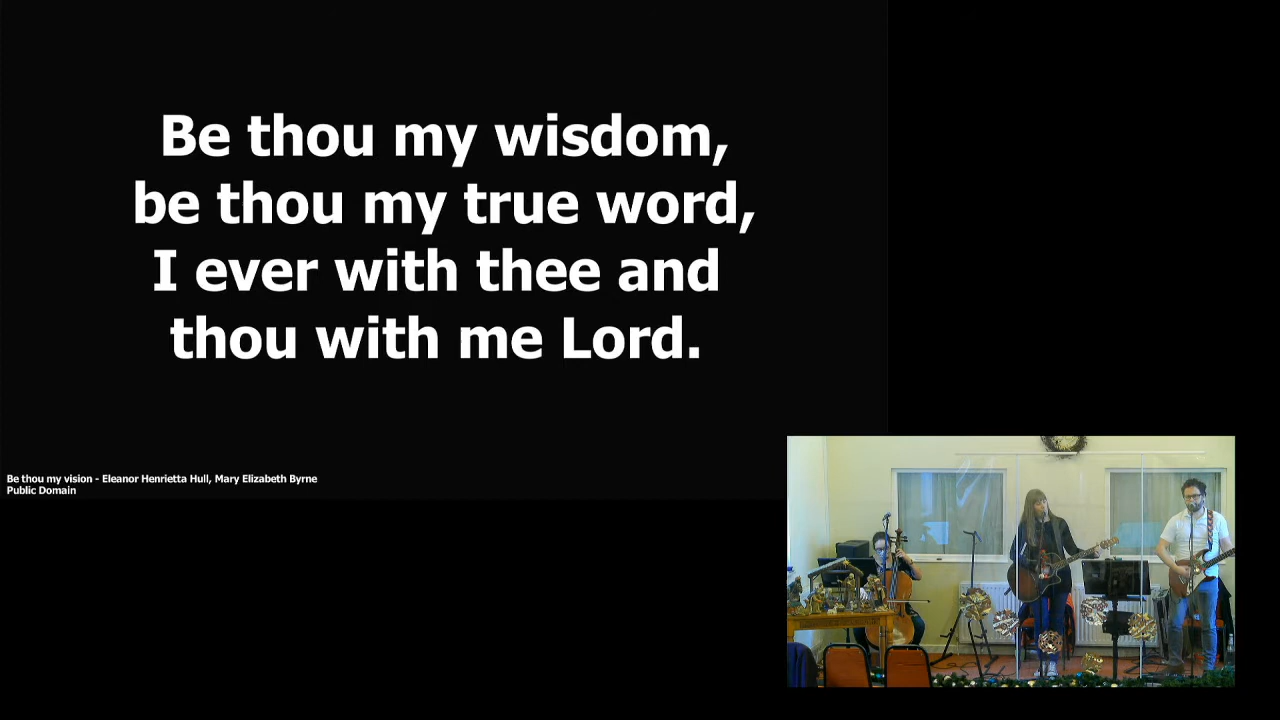 Be thou my wisdom,
be thou my true word,
I ever with thee and
thou with me Lord.
Be thou my vision - Eleanor Henrietta Hull, Mary Elizabeth Byrne
Public Domain